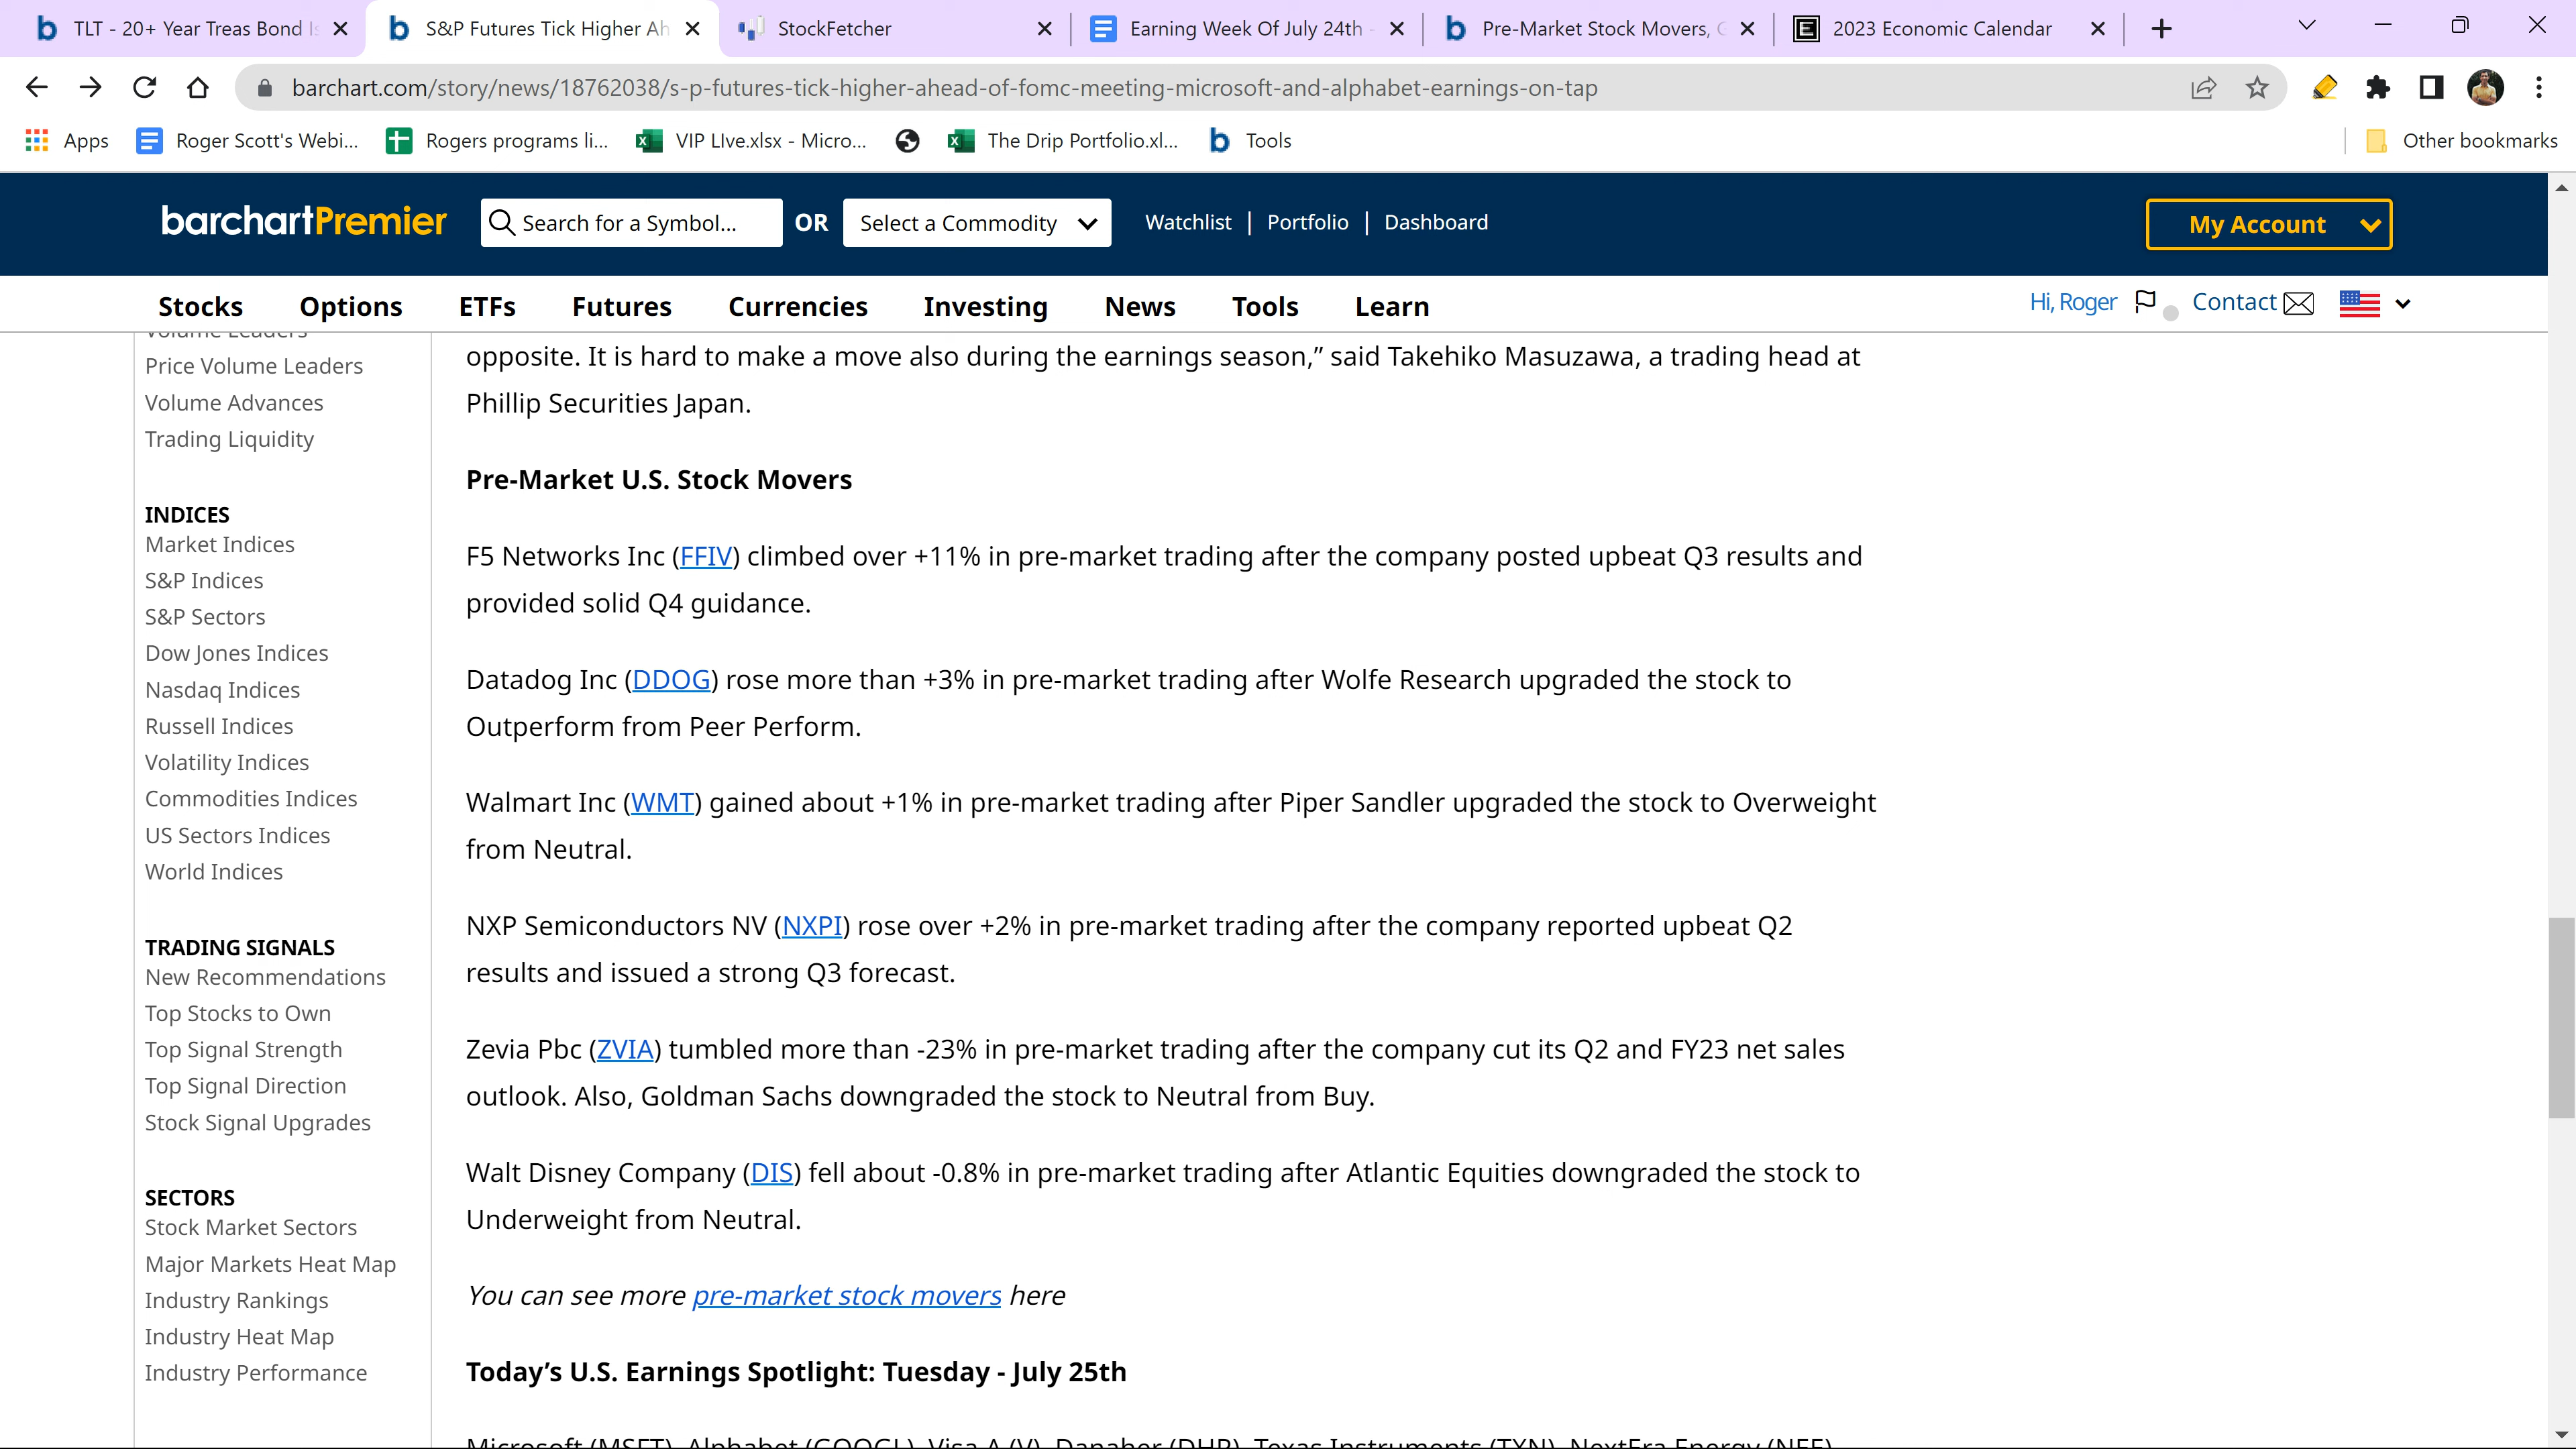 TLT - 20+ Year Treas Bond Is
S&P Futures Tick Higher Ah
StockFetcher
Earning Week Of July 24th -
Pre-Market Stock Movers, G
2023 Economic Calendar
barchart.com/story/news/18762038/s-p-futures-tick-higher-ahead-of-fomc-meeting-microsoft-and-alphabet-earnings-on-tap
Apps
Roger Scott's Webi...
Rogers programs li...
VIP LIve.xlsx - Micro...
The Drip Portfolio.xl...
Tools
Other bookmarks
barchartPremier
Search for a Symbol...
OR
Select a Commodity
Watchlist | Portfolio | Dashboard
My Account
Stocks Options ETFs Futures Currencies Investing News Tools Learn
Hi, Roger
Contact
Volume Leaders
Price Volume Leaders
Volume Advances
Trading Liquidity
INDICES
Market Indices
S&P Indices
S&P Sectors
Dow Jones Indices
Nasdaq Indices
Russell Indices
Volatility Indices
Commodities Indices
US Sectors Indices
World Indices
TRADING SIGNALS
New Recommendations
Top Stocks to Own
Top Signal Strength
Top Signal Direction
Stock Signal Upgrades
SECTORS
Stock Market Sectors
Major Markets Heat Map
Industry Rankings
Industry Heat Map
Industry Performance
opposite. It is hard to make a move also during the earnings season,” said Takehiko Masuzawa, a trading head at
Phillip Securities Japan.
Pre-Market U.S. Stock Movers
F5 Networks Inc (FFIV) climbed over +11% in pre-market trading after the company posted upbeat Q3 results and
provided solid Q4 guidance.
Datadog Inc (DDOG) rose more than +3% in pre-market trading after Wolfe Research upgraded the stock to
Outperform from Peer Perform.
Walmart Inc (WMT) gained about +1% in pre-market trading after Piper Sandler upgraded the stock to Overweight
from Neutral.
NXP Semiconductors NV (NXPI) rose over +2% in pre-market trading after the company reported upbeat Q2
results and issued a strong Q3 forecast.
Zevia Pbc (ZVIA) tumbled more than -23% in pre-market trading after the company cut its Q2 and FY23 net sales
outlook. Also, Goldman Sachs downgraded the stock to Neutral from Buy.
Walt Disney Company (DIS) fell about -0.8% in pre-market trading after Atlantic Equities downgraded the stock to
Underweight from Neutral.
You can see more pre-market stock movers here
Today’s U.S. Earnings Spotlight: Tuesday - July 25th
Microsoft (MSFT), Alphabet (GOOGL), Visa A (V), Danaher (DHR), Texas Instruments (TXN), NextEra Energy (NEE),